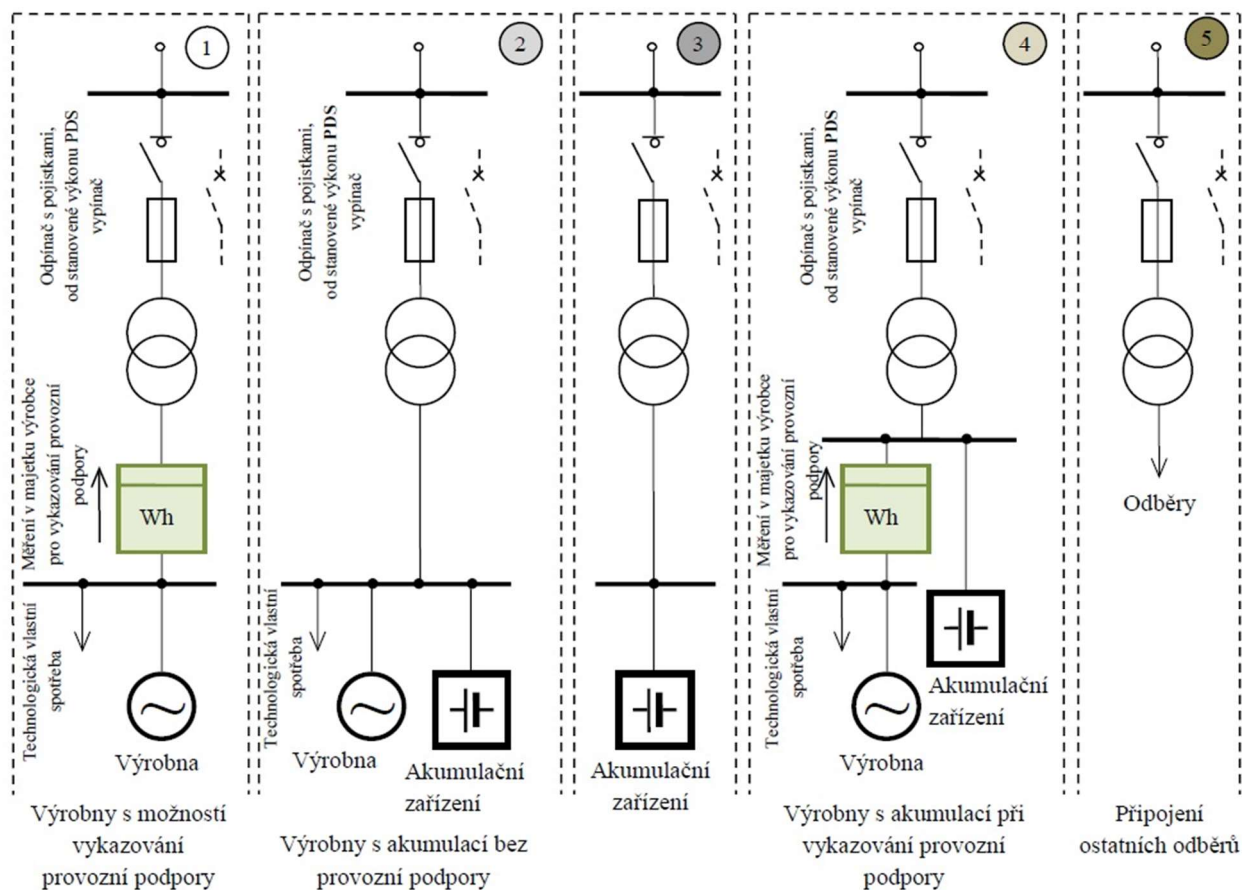 1
Odpínač s pojistkami,
od stanovené výkonu PDS
vypínač
Měření v majetku výrobce
pro vykazování provozní
podpory
Wh
Technologická vlastní
spotřeba
Výrobna
Výrobny s možností
vykazování
provozní podpory
2
Odpínač s pojistkami,
od stanovené výkonu PDS
vypínač
Technologická vlastní
spotřeba
Výrobna
Akumulační
zařízení
Výrobny s akumulací bez
provozní podpory
3
Akumulační
zařízení
4
Odpínač s pojistkami,
od stanovené výkonu PDS
vypínač
Měření v majetku výrobce
pro vykazování provozní
podpory
Wh
Technologická vlastní
spotřeba
Výrobna
Akumulační
zařízení
Výrobny s akumulací při
vykazování provozní
podpory
5
Odběry
Připojení
ostatních odběrů